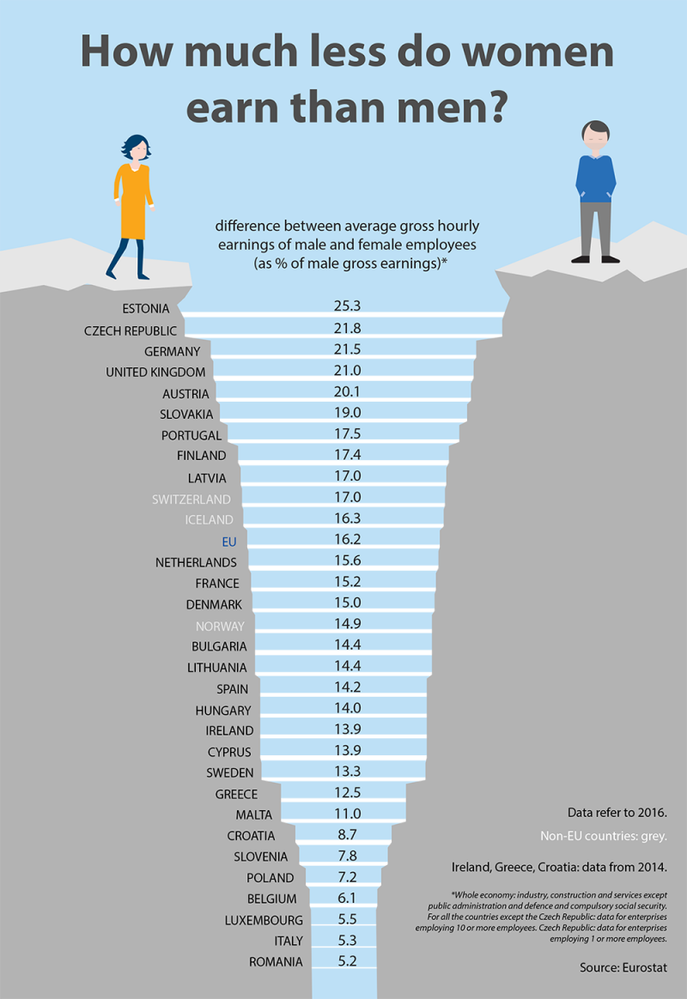 How much less do women
earn than men?
difference between average gross hourly
earnings of male and female employees
(as % of male gross earnings)*
ESTONIA 25.3
CZECH REPUBLIC 21.8
GERMANY 21.5
UNITED KINGDOM 21.0
AUSTRIA 20.1
SLOVAKIA 19.0
PORTUGAL 17.5
FINLAND 17.4
LATVIA 17.0
SWITZERLAND 17.0
ICELAND 16.3
EU 16.2
NETHERLANDS 15.6
FRANCE 15.2
DENMARK 15.0
NORWAY 14.9
BULGARIA 14.4
LITHUANIA 14.4
SPAIN 14.2
HUNGARY 14.0
IRELAND 13.9
CYPRUS 13.9
SWEDEN 13.3
GREECE 12.5
MALTA 11.0
CROATIA 8.7
SLOVENIA 7.8
POLAND 7.2
BELGIUM 6.1
LUXEMBOURG 5.5
ITALY 5.3
ROMANIA 5.2
Data refer to 2016.
Non-EU countries: grey.
Ireland, Greece, Croatia: data from 2014.
*Whole economy: industry, construction and services except
public administration and defence and compulsory social security.
For all the countries except the Czech Republic: data for enterprises
employing 10 or more employees. Czech Republic: data for enterprises
employing 1 or more employees.
Source: Eurostat